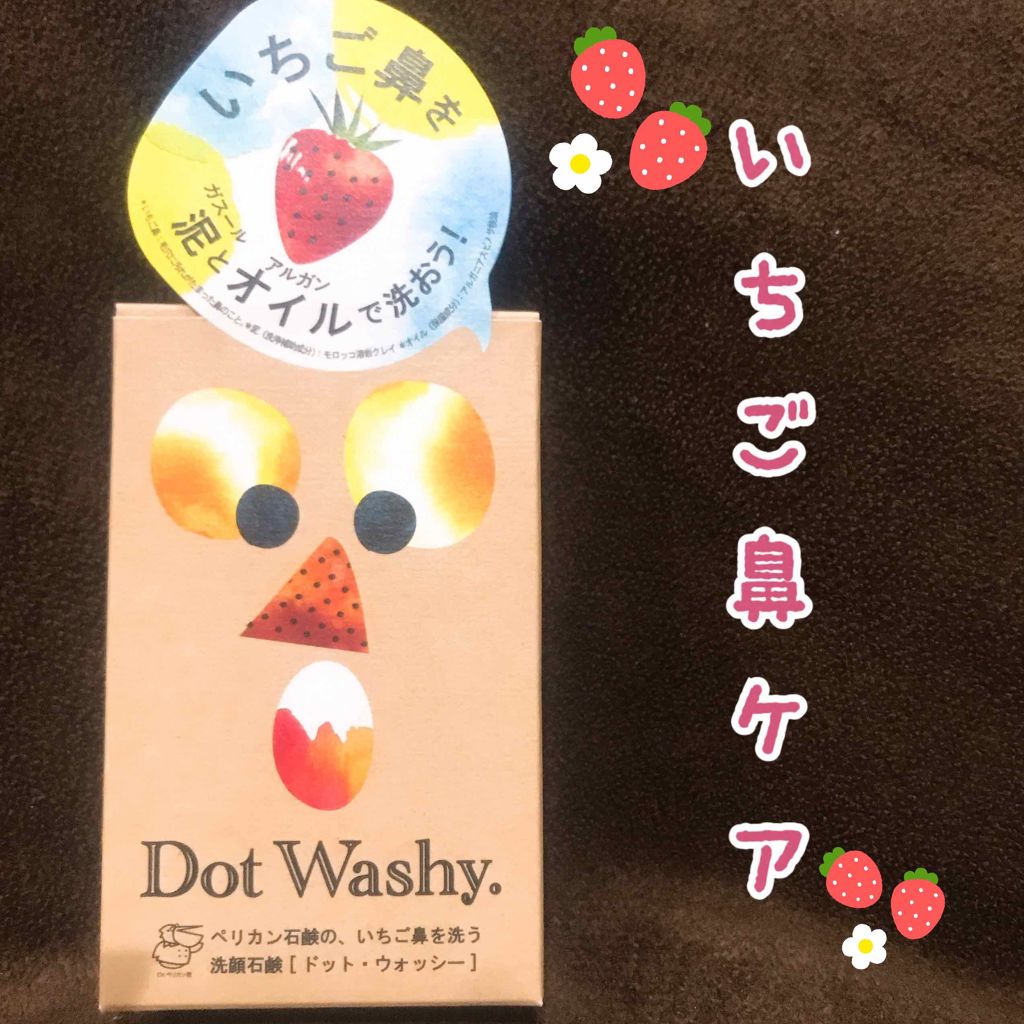 いちご鼻を
ガスール
泥と
アルガン
オイルで洗おう!
いちご鼻ケア
Dot Washy.
ペリカン石鹸の、いちご鼻を洗う
洗顔石鹸[ドット・ウォッシー]